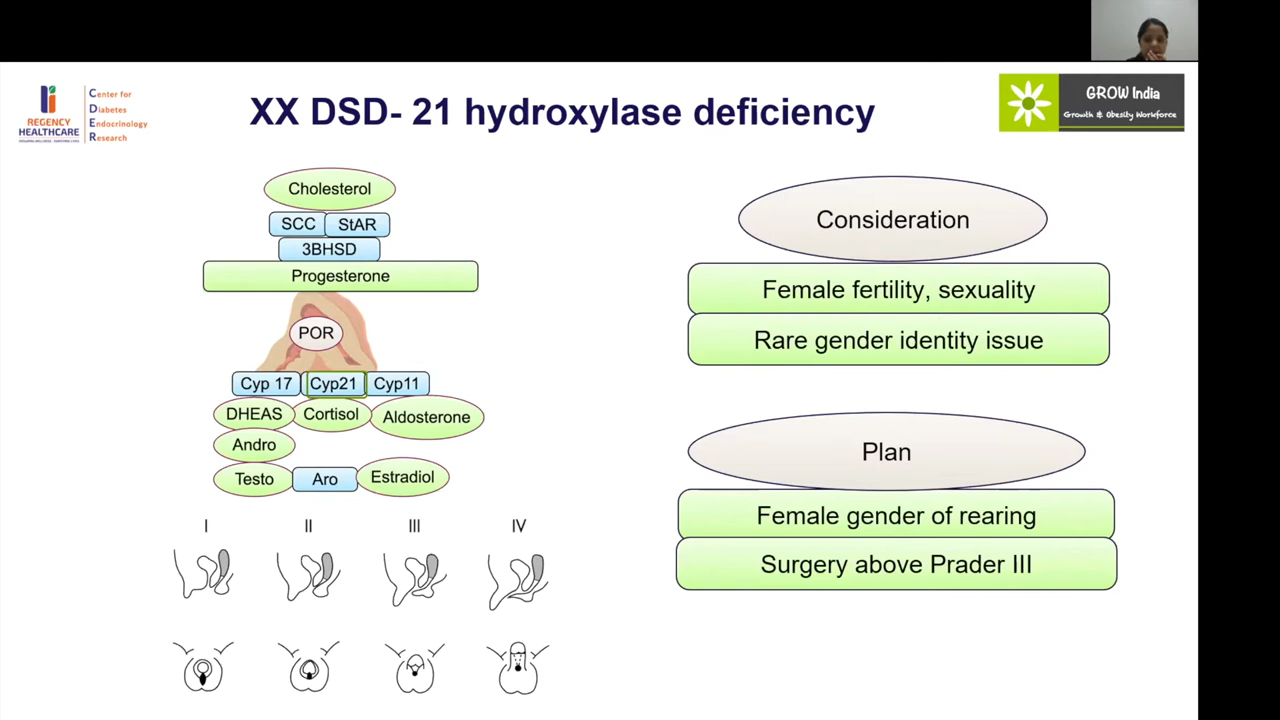 REGENCY
HEALTHCARE
Center for
Diabetes
Endocrinology
Research
XX DSD- 21 hydroxylase deficiency
GROW India
Growth & Obesity Workforce
Cholesterol
SCC
StAR
3BHSD
Progesterone
POR
Cyp 17
Cyp21
Cyp11
DHEAS
Cortisol
Aldosterone
Andro
Testo
Aro
Estradiol
I
II
III
IV
Consideration
Female fertility, sexuality
Rare gender identity issue
Plan
Female gender of rearing
Surgery above Prader III